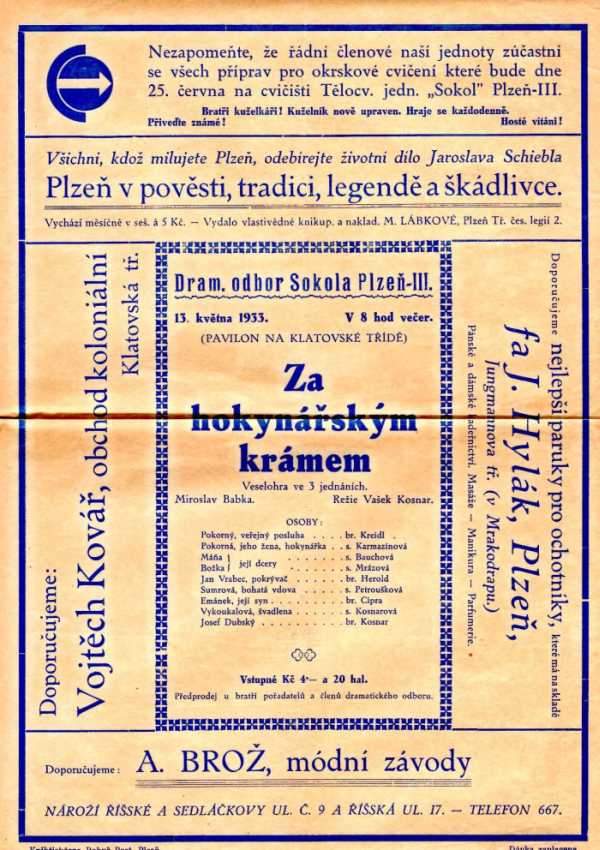 Nezapomeňte, že řádní členové naší jednoty zúčastní
se všech příprav pro okrskové cvičení které bude dne
25. června na cvičišti Tělocv. jedn. „Sokol" Plzeň-III.
Bratři kuželkáři! Kuželník nově upraven. Hraje se každodenně.
Přiveďte známé! Hosté vítáni!
Všichni, kdož milujete Plzeň, odebírejte životní dílo Jaroslava Schiebla
Plzeň v pověsti, tradici, legendě a škádlivce.
Vychází měsíčně v seš. á 5 Kč. — Vydalo vlastivědné knikup. a naklad. M. LÁBKOVÉ, Plzeň Tř. čes. legií 2.
Doporučujeme:
Vojtěch Kovář, obchod koloniální
Klatovská tř.
Dram. odbor Sokola Plzeň-III.
13. května 1933. V 8 hod večer.
(PAVILON NA KLATOVSKÉ TŘÍDĚ)
Za
hokynářským
krámem
Veselohra ve 3 jednáních.
Miroslav Babka. Režie Vašek Kosnar.
OSOBY:
Pokorný, veřejný posluha . . . . br. Kreidl
Pokorná, jeho žena, hokynářka . . s. Karmazínová
Máňa } její dcery . . . s. Bauchová
Božka } s. Mrázová
Jan Vrabec, pokrývač . . . . br. Herold
Sumrová, bohatá vdova . . . . s. Petroušková
Emánek, její syn . . . . br. Cipra
Vykoukalová, švadlena . . . . s. Kosnarová
Josef Dubský . . . . br. Kosnar
Vstupné Kč 4·— a 20 hal.
Předprodej u bratří pořadatelů a členů dramatického odboru.
Doporučujeme nejlepší paruky pro ochotníky, které má na skladě
fa J. Hylák, Plzeň,
Jungmannova tř. (v Mrakodrapu.)
Pánské a dámské kadeřnictví. Masáže — Manikura — Parfumerie.
Doporučujeme: A. BROŽ, módní závody
NÁROŽÍ ŘÍŠSKÉ A SEDLÁČKOVY UL. Č. 9 A ŘÍŠSKÁ UL. 17. — TELEFON 667.